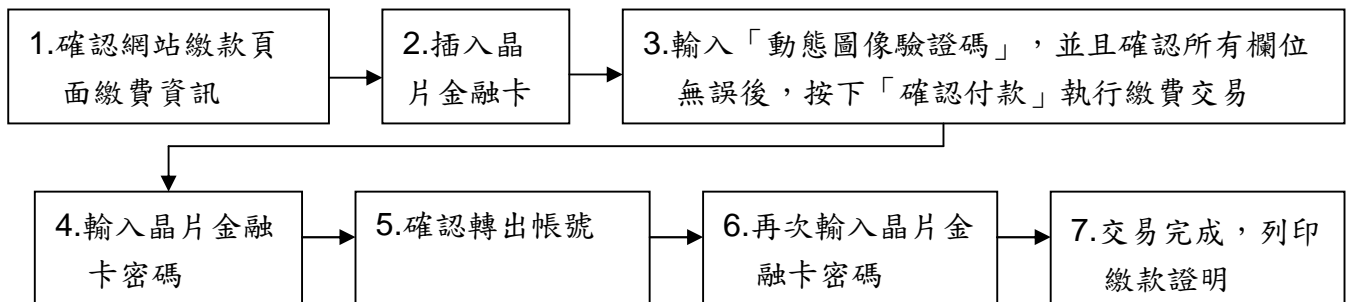 1.確認網站繳款頁
面繳費資訊
2.插入晶
片金融卡
3.輸入「動態圖像驗證碼」，並且確認所有欄位
無誤後，按下「確認付款」執行繳費交易
4.輸入晶片金融
卡密碼
5.確認轉出帳號
6.再次輸入晶片金
融卡密碼
7.交易完成，列印
繳款證明